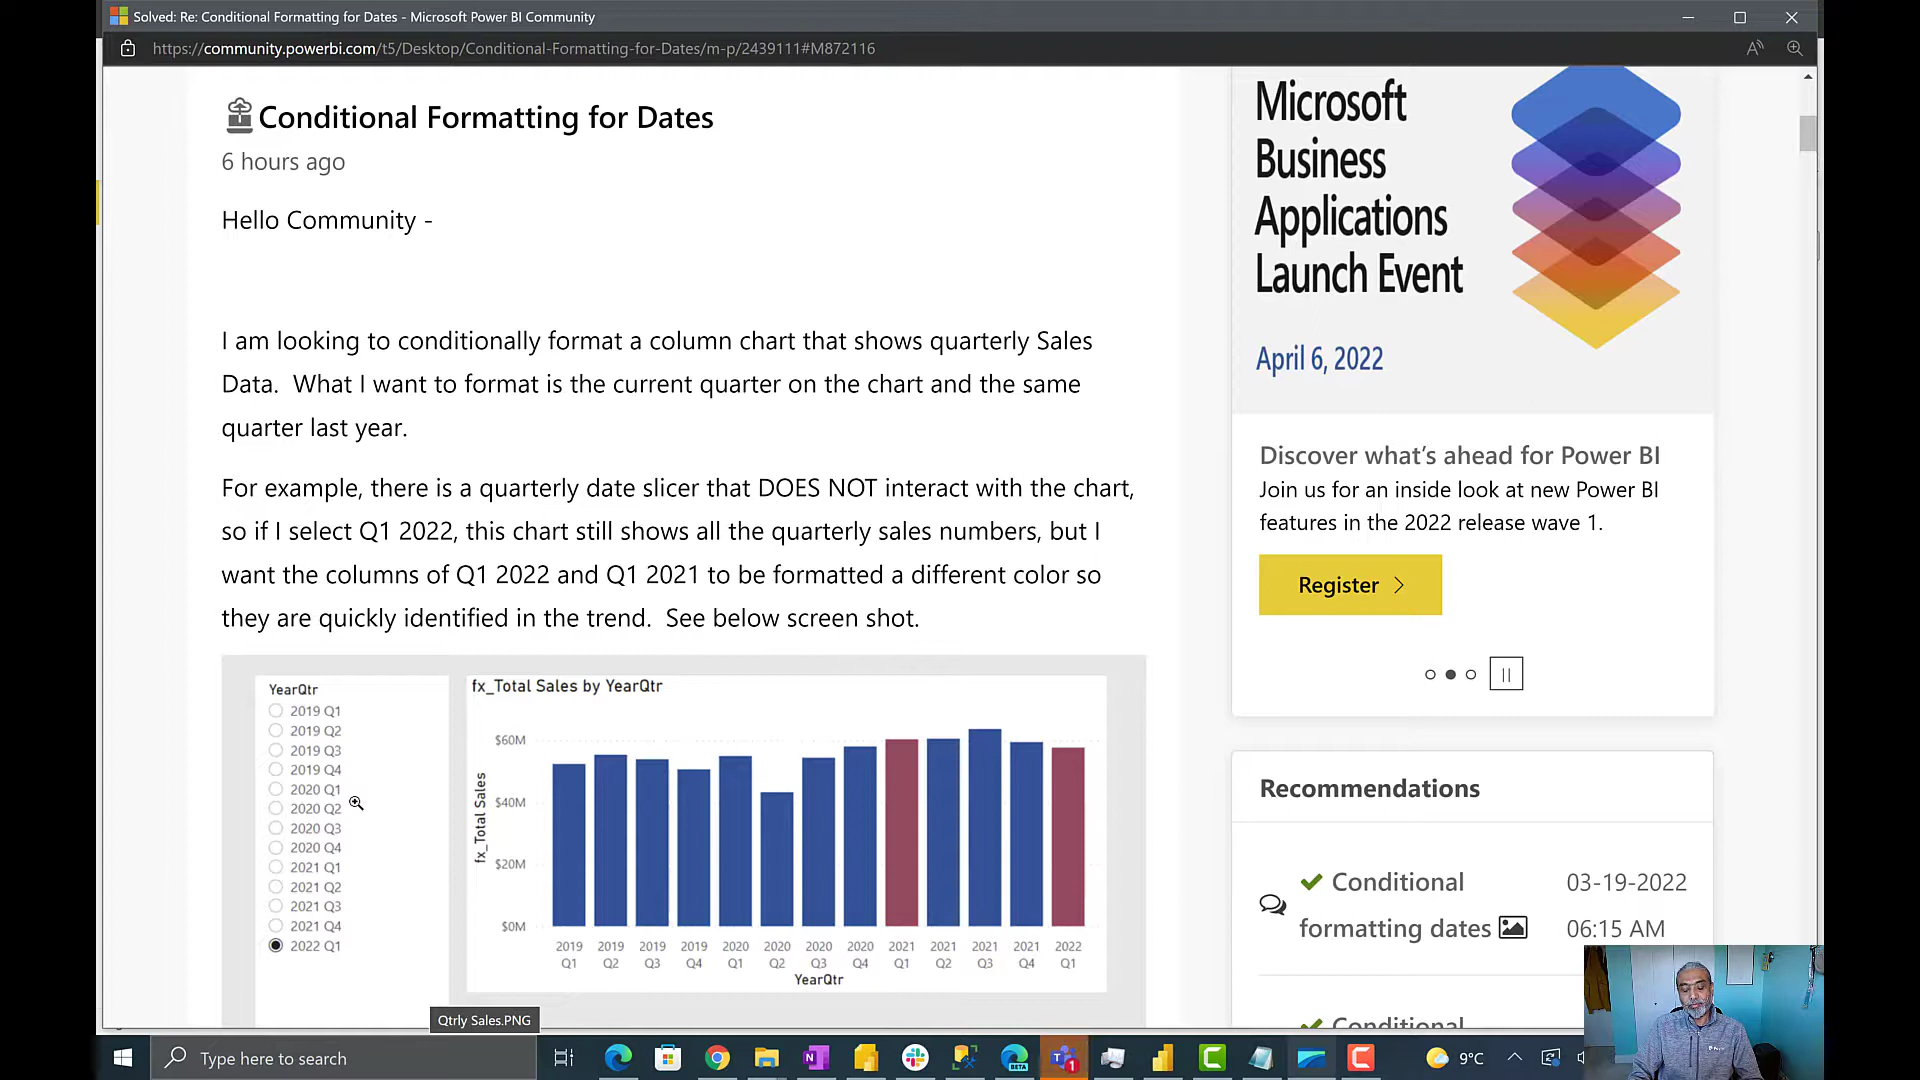 Solved: Re: Conditional Formatting for Dates - Microsoft Power BI Community
https://community.powerbi.com/t5/Desktop/Conditional-Formatting-for-Dates/m-p/2439111#M872116
Conditional Formatting for Dates
6 hours ago
Hello Community -
I am looking to conditionally format a column chart that shows quarterly Sales
Data.  What I want to format is the current quarter on the chart and the same
quarter last year.
For example, there is a quarterly date slicer that DOES NOT interact with the chart,
so if I select Q1 2022, this chart still shows all the quarterly sales numbers, but I
want the columns of Q1 2022 and Q1 2021 to be formatted a different color so
they are quickly identified in the trend.  See below screen shot.
YearQtr
2019 Q1
2019 Q2
2019 Q3
2019 Q4
2020 Q1
2020 Q2
2020 Q3
2020 Q4
2021 Q1
2021 Q2
2021 Q3
2021 Q4
2022 Q1
fx_Total Sales by YearQtr
fx_Total Sales
$60M
$40M
$20M
$0M
2019 2019 2019 2019 2020 2020 2020 2020 2021 2021 2021 2021 2022
Q1 Q2 Q3 Q4 Q1 Q2 Q3 Q4 Q1 Q2 Q3 Q4 Q1
YearQtr
Qtrly Sales.PNG
Microsoft
Business
Applications
Launch Event
April 6, 2022
Discover what's ahead for Power BI
Join us for an inside look at new Power BI
features in the 2022 release wave 1.
Register
Recommendations
Conditional 03-19-2022
formatting dates 06:15 AM
Conditional
Type here to search
9°C